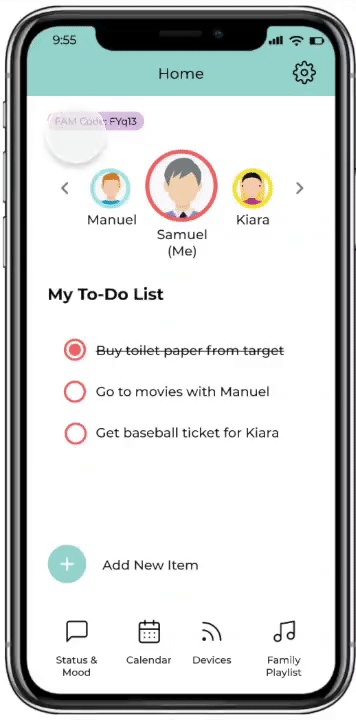 9:55
Home
FAM Code: FYq13
Manuel
Samuel
(Me)
Kiara
My To-Do List
Buy toilet paper from target
Go to movies with Manuel
Get baseball ticket for Kiara
Add New Item
Status &
Mood
Calendar
Devices
Family
Playlist